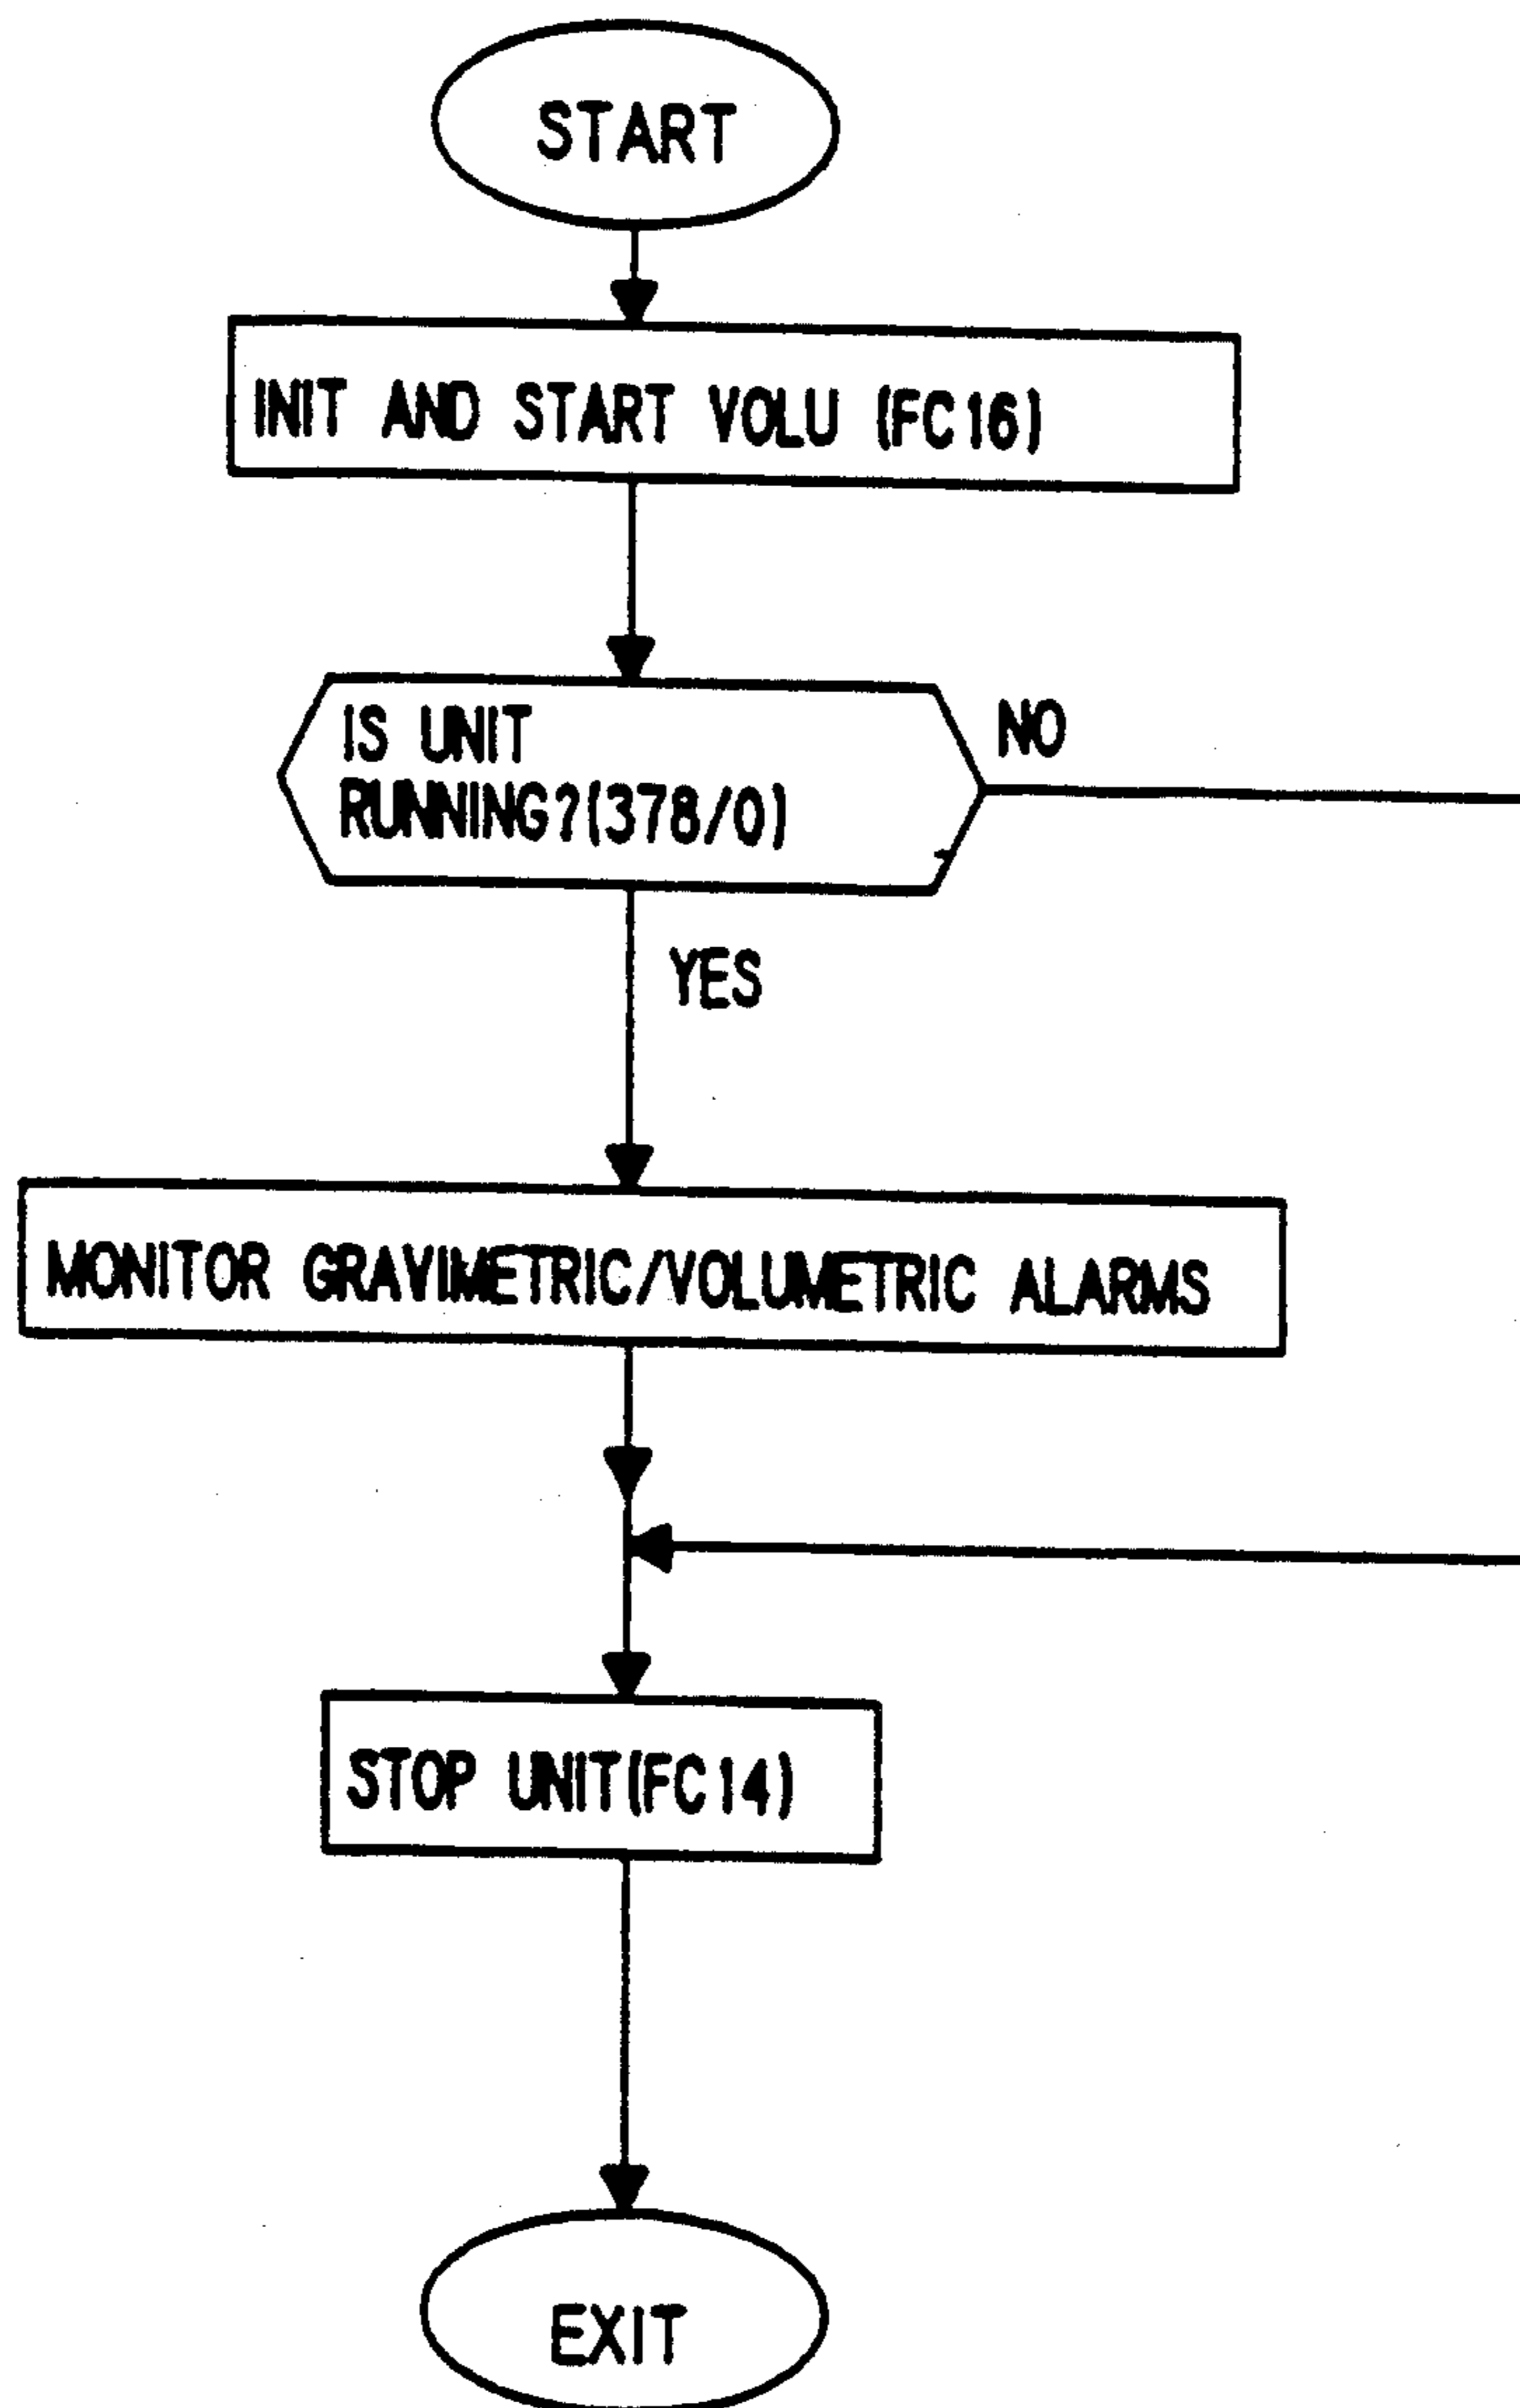 START
INIT AND START VOLU (FC16)
IS UNIT
RUNNING?(378/0)
NO
YES
MONITOR GRAVIMETRIC/VOLUMETRIC ALARMS
STOP UNIT(FC14)
EXIT